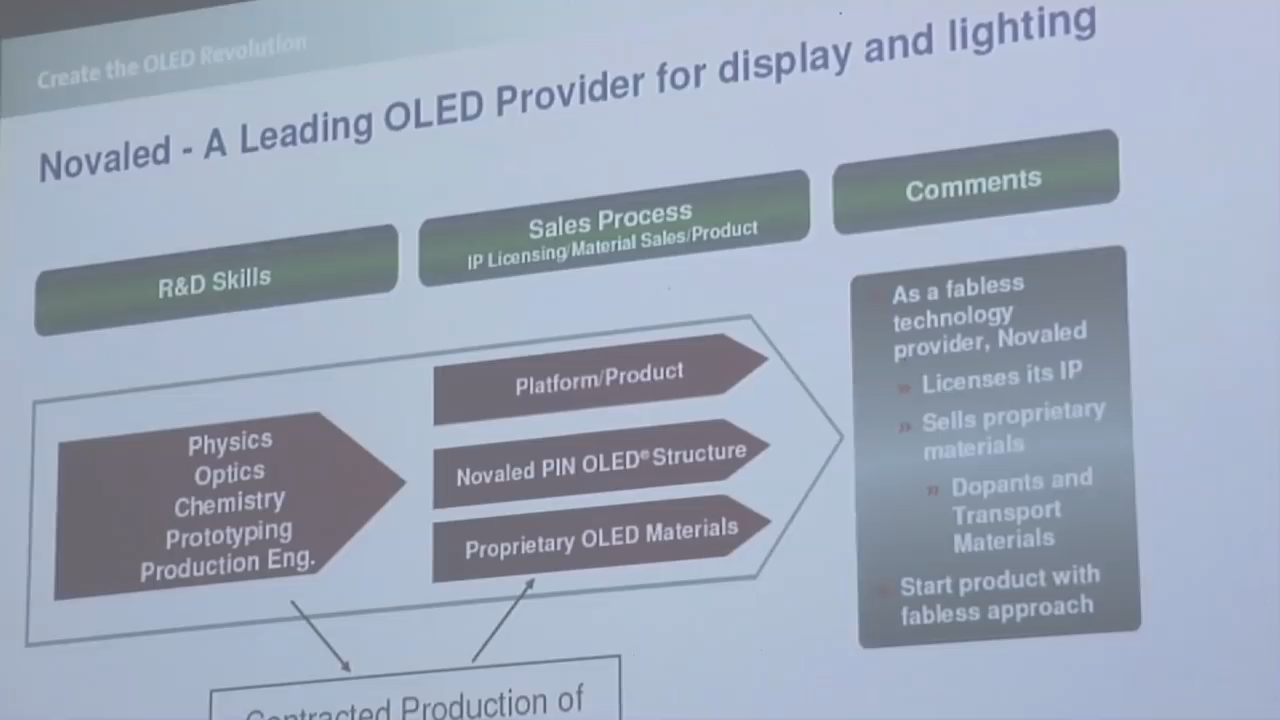 Create the OLED Revolution
Novaled - A Leading OLED Provider for display and lighting
R&D Skills
Sales Process
IP Licensing/Material Sales/Product
Comments
Physics
Optics
Chemistry
Prototyping
Production Eng.
Platform/Product
Novaled PIN OLED® Structure
Proprietary OLED Materials
As a fabless
technology
provider, Novaled
» Licenses its IP
» Sells proprietary
materials
» Dopants and
Transport
Materials
Start product with
fabless approach
Contracted Production of